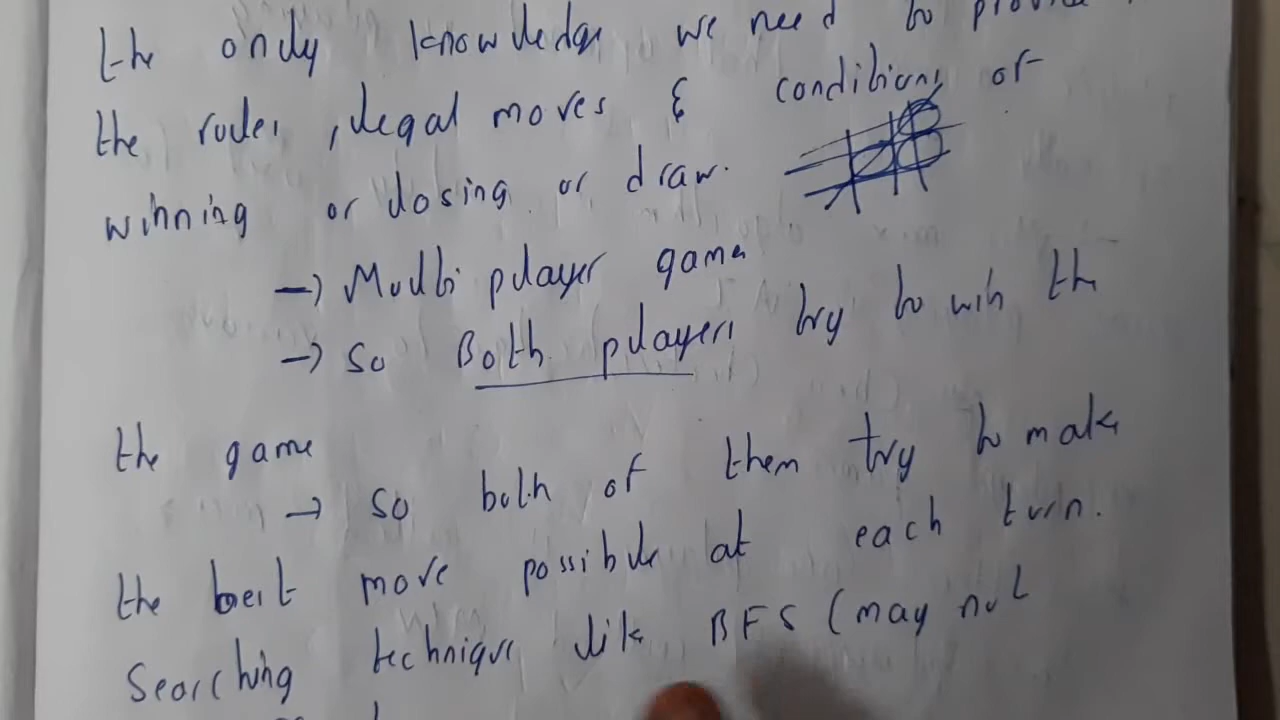 the only knowledge we need to provide
the rules, legal moves & conditions of
winning or losing or draw.
→ Multi player game
→ so Both players try to win th
the game
→ so both of them try to make
the best move possible at each turn.
Searching technique like BFS (may not